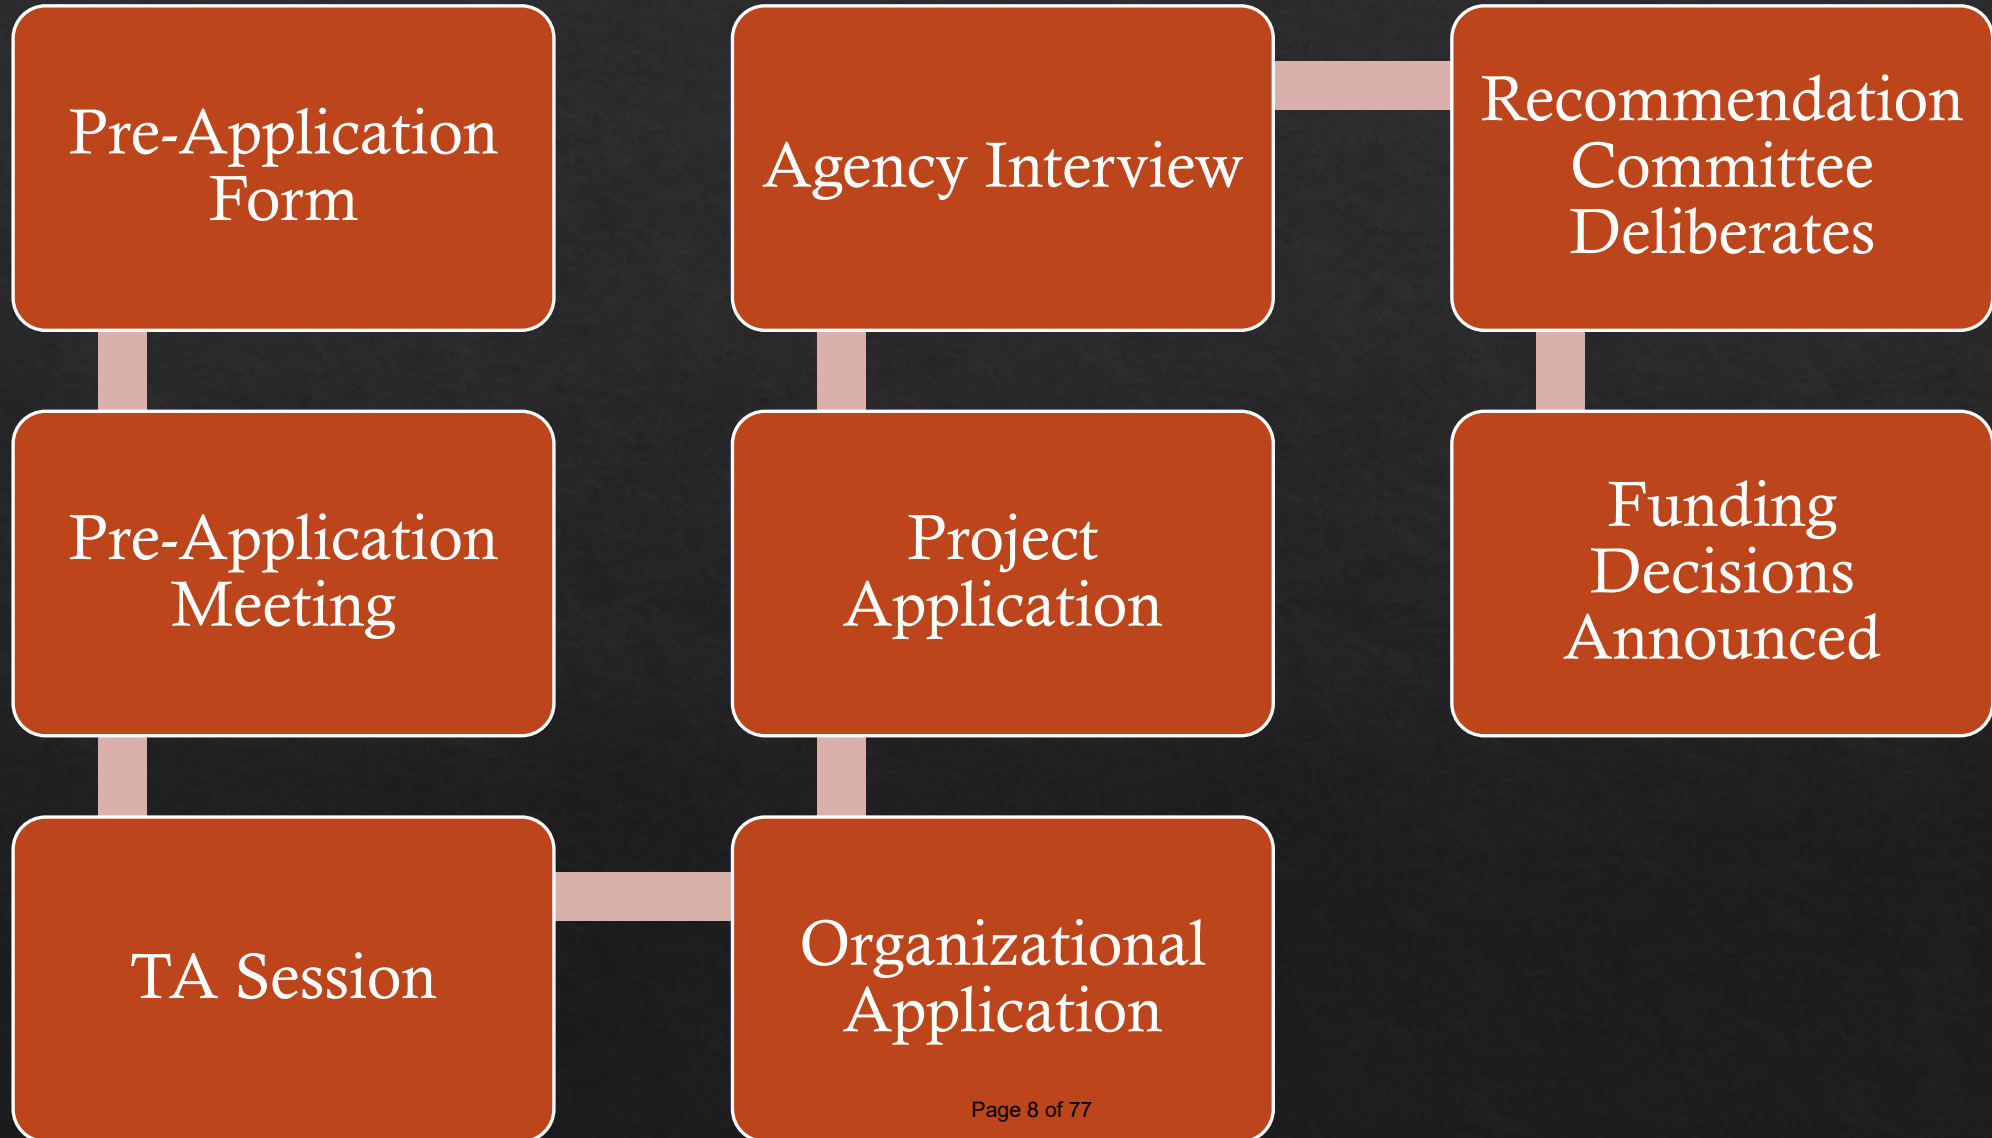 Pre-Application
Form
Pre-Application
Meeting
TA Session
Organizational
Application
Project
Application
Agency Interview
Recommendation
Committee
Deliberates
Funding
Decisions
Announced
Page 8 of 77